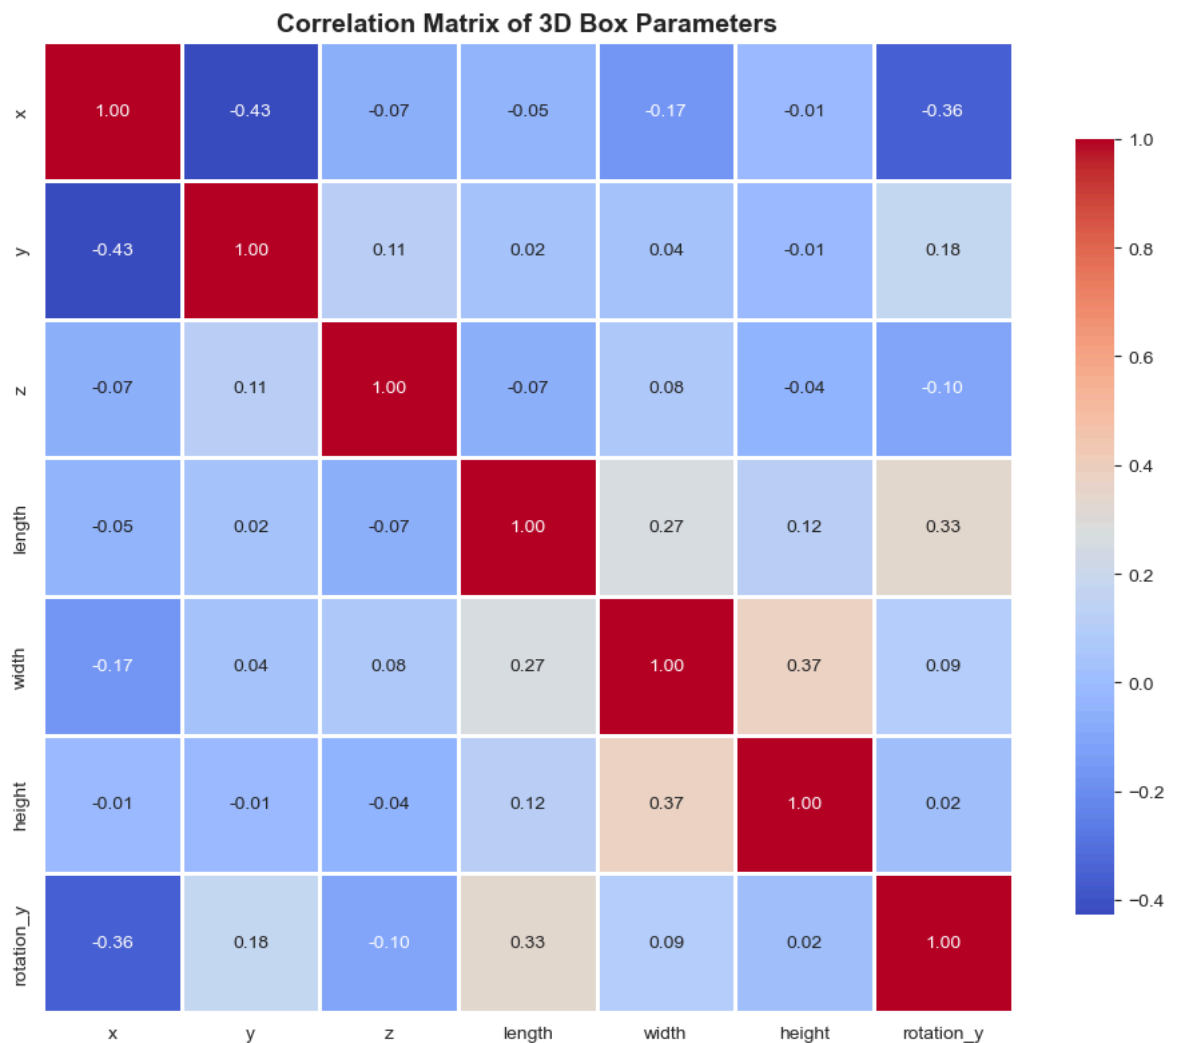 Correlation Matrix of 3D Box Parameters
x 1.00 -0.43 -0.07 -0.05 -0.17 -0.01 -0.36
y -0.43 1.00 0.11 0.02 0.04 -0.01 0.18
z -0.07 0.11 1.00 -0.07 0.08 -0.04 -0.10
length -0.05 0.02 -0.07 1.00 0.27 0.12 0.33
width -0.17 0.04 0.08 0.27 1.00 0.37 0.09
height -0.01 -0.01 -0.04 0.12 0.37 1.00 0.02
rotation_y -0.36 0.18 -0.10 0.33 0.09 0.02 1.00
x y z length width height rotation_y
1.0
0.8
0.6
0.4
0.2
0.0
−0.2
−0.4